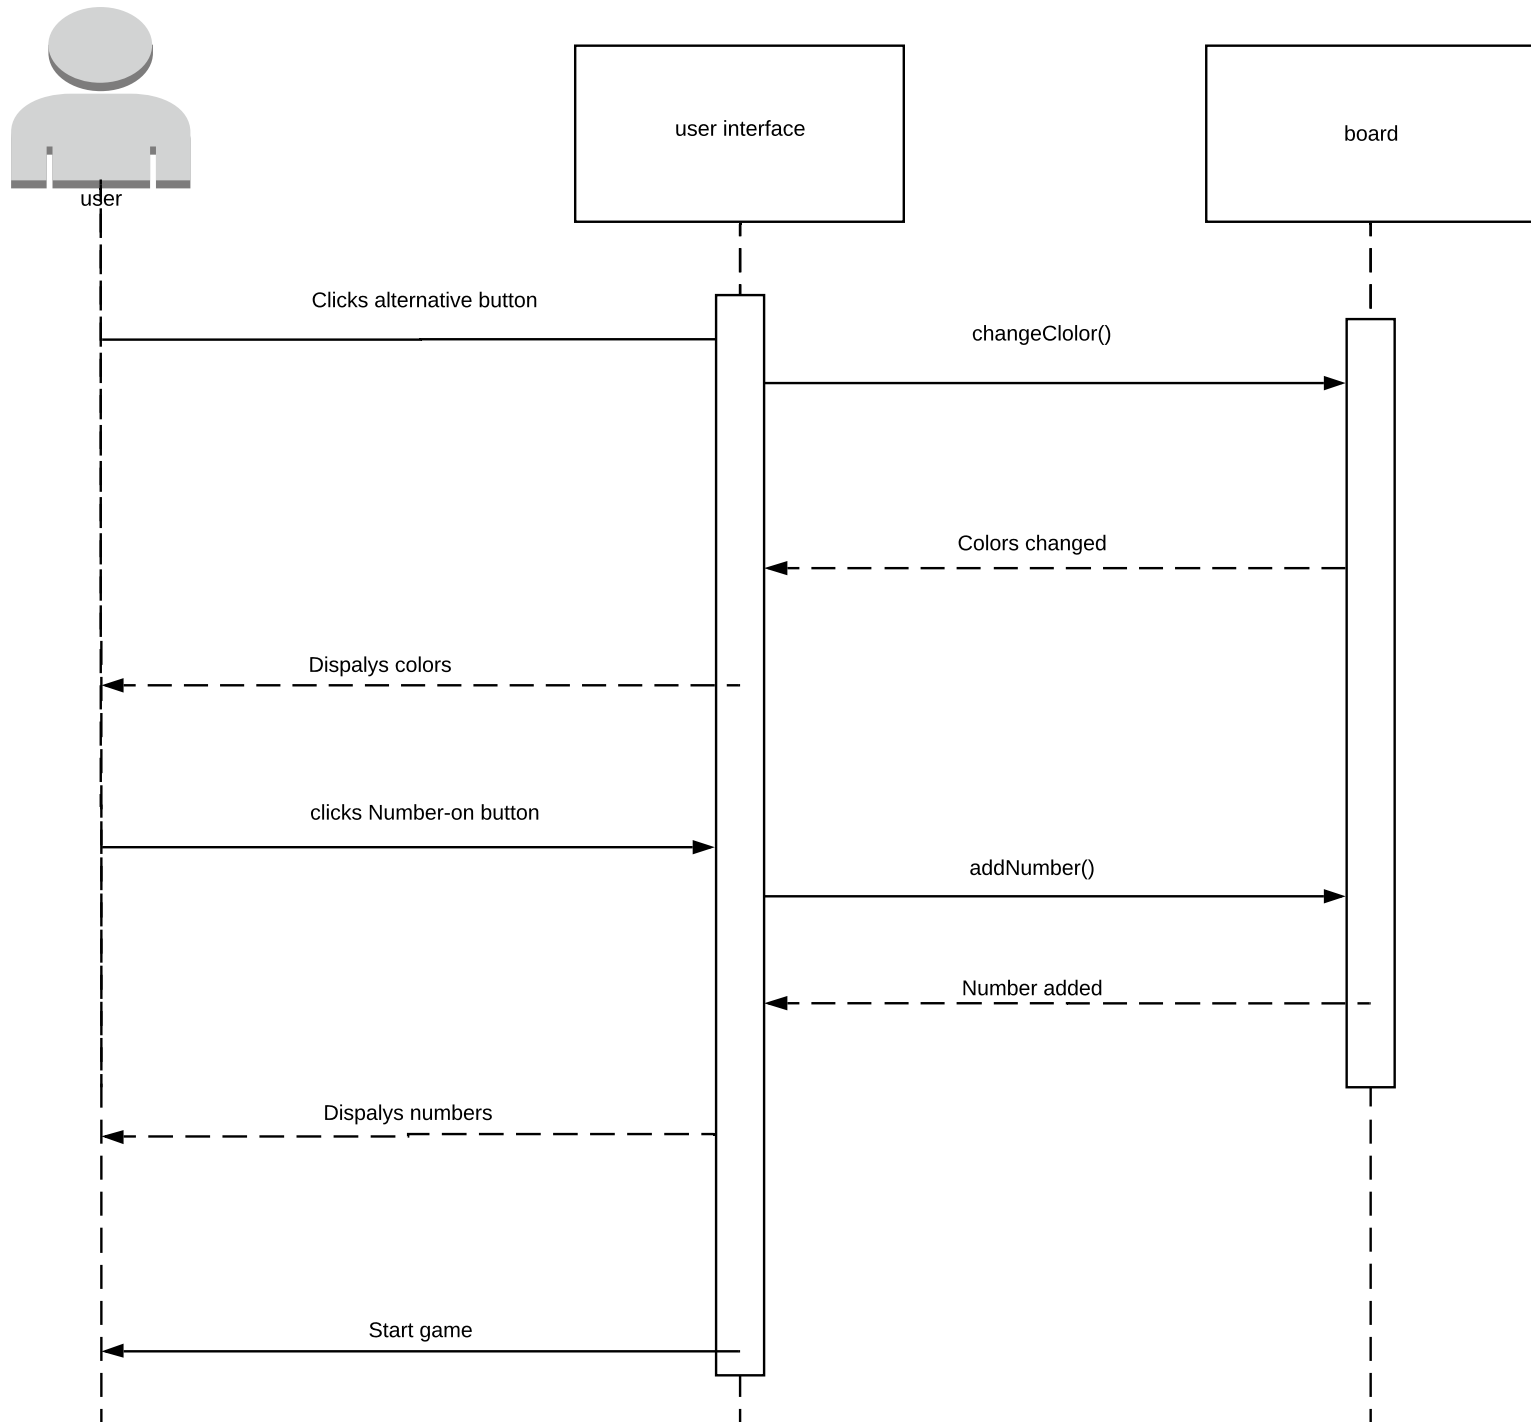 user interface
board
user
Clicks alternative button
changeClolor()
Colors changed
Dispalys colors
clicks Number-on button
addNumber()
Number added
Dispalys numbers
Start game